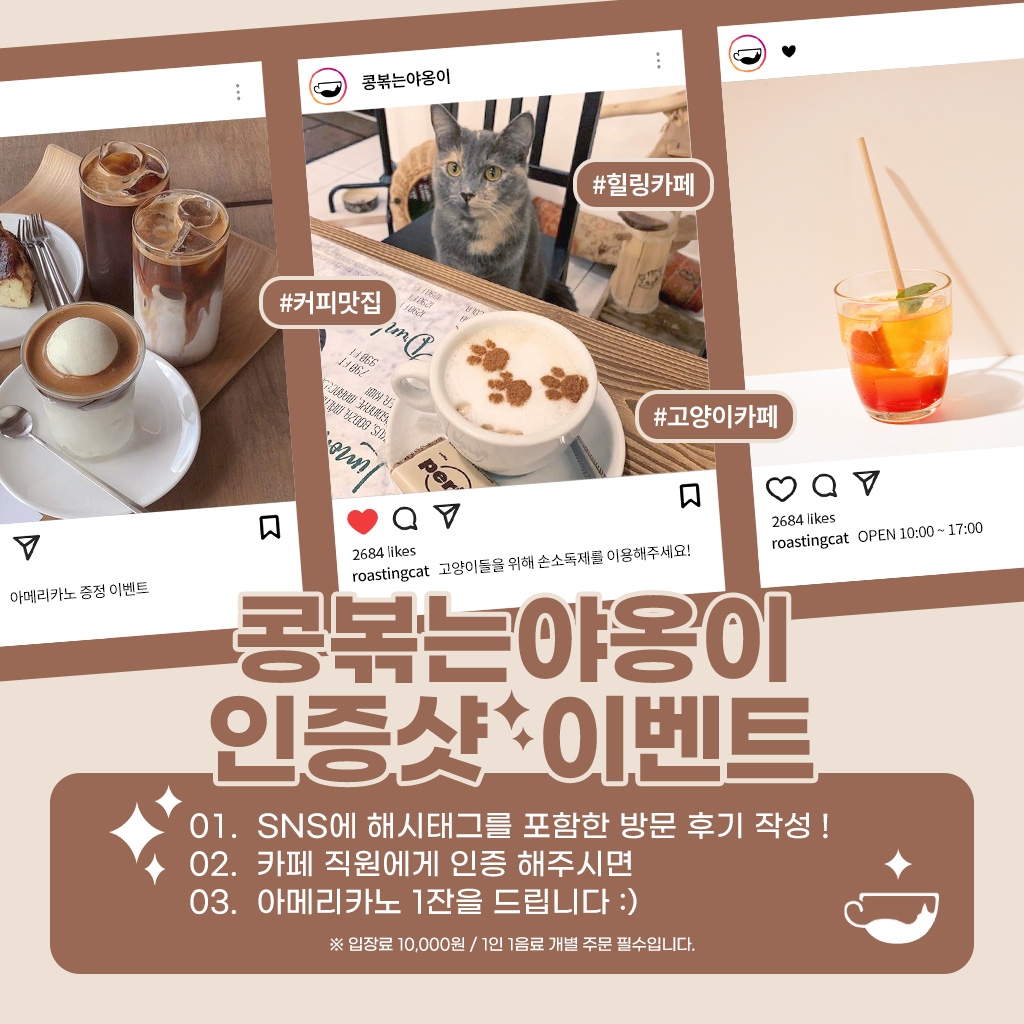 콩볶는야옹이
#힐링카페
#커피맛집
#고양이카페
2684 likes
roastingcat 고양이들을 위해 손소독제를 이용해주세요!
아메리카노 증정 이벤트
2684 likes
roastingcat OPEN 10:00 ~ 17:00
콩볶는야옹이
인증샷 이벤트
01. SNS에 해시태그를 포함한 방문 후기 작성 !
02. 카페 직원에게 인증 해주시면
03. 아메리카노 1잔을 드립니다 :)
※ 입장료 10,000원 / 1인 1음료 개별 주문 필수입니다.